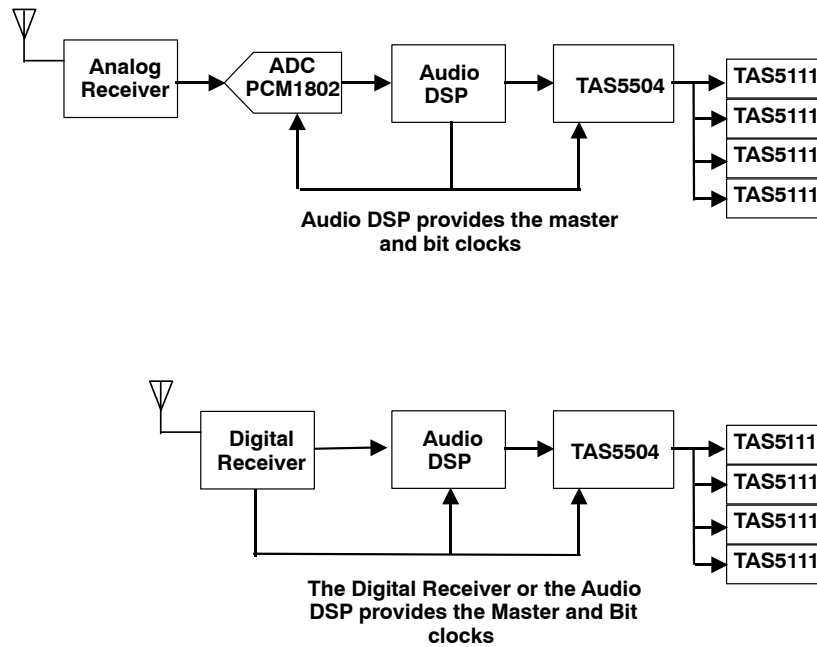 Analog
Receiver
ADC
PCM1802
Audio
DSP
TAS5504
TAS5111
TAS5111
TAS5111
TAS5111
Audio DSP provides the master
and bit clocks
Digital
Receiver
Audio
DSP
TAS5504
TAS5111
TAS5111
TAS5111
TAS5111
The Digital Receiver or the Audio
DSP provides the Master and Bit
clocks